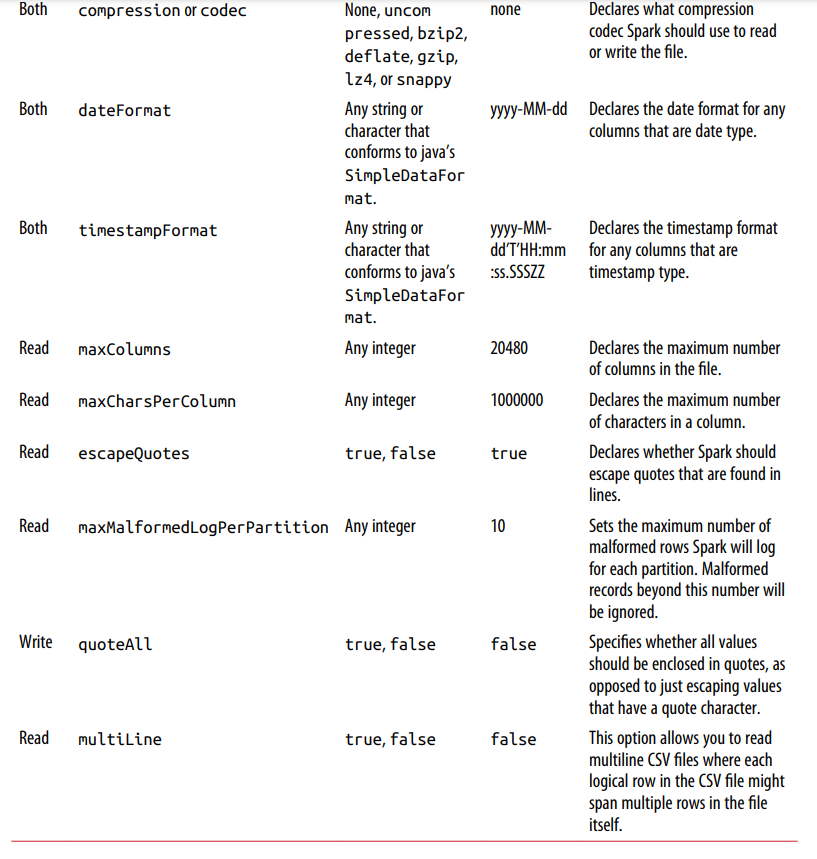 Both compression or codec None, uncom none Declares what compression
pressed, bzip2, codec Spark should use to read
deflate, gzip, or write the file.
lz4, or snappy
Both dateFormat Any string or yyyy-MM-dd Declares the date format for any
character that columns that are date type.
conforms to java’s
SimpleDataFor
mat.
Both timestampFormat Any string or yyyy-MM- Declares the timestamp format
character that dd’T’HH:mm for any columns that are
conforms to java’s :ss.SSSZZ timestamp type.
SimpleDataFor
mat.
Read maxColumns Any integer 20480 Declares the maximum number
of columns in the file.
Read maxCharsPerColumn Any integer 1000000 Declares the maximum number
of characters in a column.
Read escapeQuotes true, false true Declares whether Spark should
escape quotes that are found in
lines.
Read maxMalformedLogPerPartition Any integer 10 Sets the maximum number of
malformed rows Spark will log
for each partition. Malformed
records beyond this number will
be ignored.
Write quoteAll true, false false Specifies whether all values
should be enclosed in quotes, as
opposed to just escaping values
that have a quote character.
Read multiLine true, false false This option allows you to read
multiline CSV files where each
logical row in the CSV file might
span multiple rows in the file
itself.